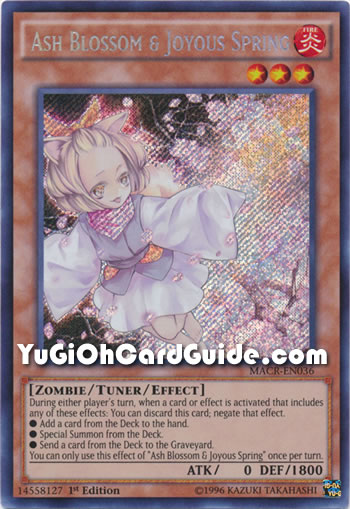 Ash Blossom & Joyous Spring
FIRE
炎
YuGiOhCardGuide.com
MACR-EN036
[Zombie/Tuner/Effect]
During either player's turn, when a card or effect is activated that includes
any of these effects: You can discard this card; negate that effect.
● Add a card from the Deck to the hand.
● Special Summon from the Deck.
● Send a card from the Deck to the Graveyard.
You can only use this effect of "Ash Blossom & Joyous Spring" once per turn.
ATK/ 0 DEF/1800
14558127 1st Edition ©1996 KAZUKI TAKAHASHI